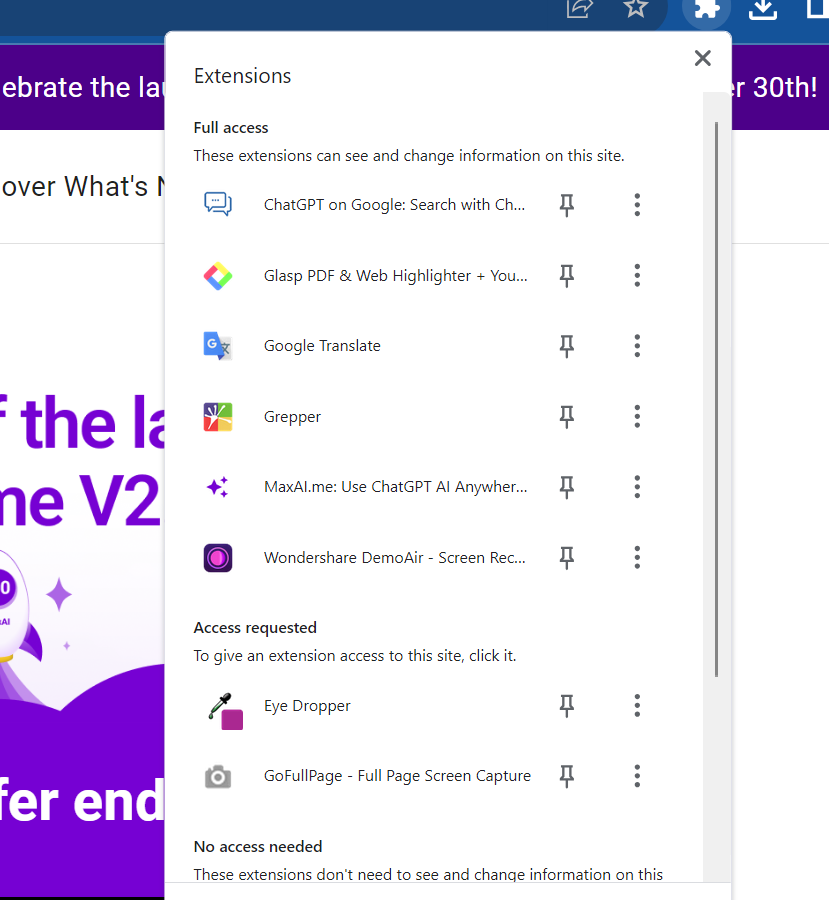 ebrate the
er 30th!
Extensions
over What's
Full access
These extensions can see and change information on this site.
ChatGPT on Google: Search with Ch...
Glasp PDF & Web Highlighter + You...
Google Translate
Grepper
MaxAI.me: Use ChatGPT AI Anywher...
Wondershare DemoAir - Screen Rec...
f the
me V2
0
AI
Access requested
To give an extension access to this site, click it.
Eye Dropper
GoFullPage - Full Page Screen Capture
fer end
No access needed
These extensions don't need to see and change information on this